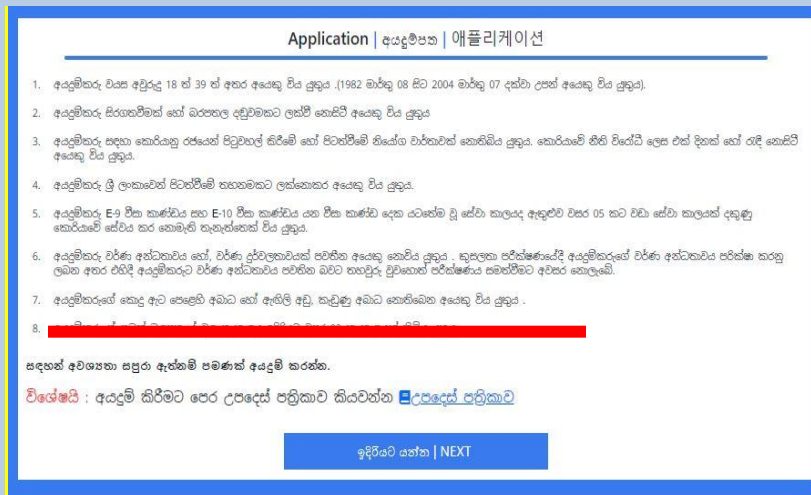 Application | අයදුම්පත | 애플리케이션
1. අයදුම්කරු වයස අවුරුදු 18 ත් 39 ත් අතර අයෙකු විය යුතුය .(1982 මාර්තු 08 සිට 2004 මාර්තු 07 දක්වා උපන් අයෙකු විය යුතුය).
2. අයදුම්කරු සිරගතවීමක් හෝ බරපතල දඬුවමකට ලක්වී නොසිටි අයෙකු විය යුතුය
3. අයදුම්කරු සඳහා කොරියානු රජයෙන් පිටුවහල් කිරීමේ හෝ පිටත්වීමේ නියෝග වාර්තාවක් නොතිබිය යුතුය. කොරියාවේ නීති විරෝධී ලෙස එක් දිනක් හෝ රැඳී නොසිටි
අයෙකු විය යුතුය.
4. අයදුම්කරු ශ්‍රී ලංකාවෙන් පිටත්වීමේ තහනමකට ලක්නොකර අයෙකු විය යුතුය.
5. අයදුම්කරු E-9 වීසා කාණ්ඩය සහ E-10 වීසා කාණ්ඩය යන වීසා කාණ්ඩ දෙක යටතේම වූ සේවා කාලයද ඇතුළුව වසර 05 කට වඩා සේවා කාලයක් දකුණු
කොරියාවේ සේවය කර නොමැති තැනැත්තෙක් විය යුතුය.
6. අයදුම්කරු වර්ණ අන්ධතාවය හෝ, වර්ණ දුර්වලතාවයක් පවතින අයෙකු නොවිය යුතුය . කුසලතා පරීක්ෂණයේදී අයදුම්කරුගේ වර්ණ අන්ධතාවය පරික්ෂා කරනු
ලබන අතර එහිදී අයදුම්කරුට වර්ණ අන්ධතාවය පවතින බවට තහවුරු වුවහොත් පරීක්ෂණය සමත්වීමට අවසර නොලැබේ.
7. අයදුම්කරුගේ කොඳු ඇට පෙළෙහි අබාධ හෝ ඇඟිලි අඩු, කැඩුණු අබාධ නොතිබෙන අයෙකු විය යුතුය .
8.
සඳහන් අවශ්‍යතා සපුරා ඇත්නම් පමණක් අයදුම් කරන්න.
විශේෂයි : අයදුම් කිරීමට පෙර උපදෙස් පත්‍රිකාව කියවන්න උපදෙස් පත්‍රිකාව
ඉදිරියට යන්න | NEXT